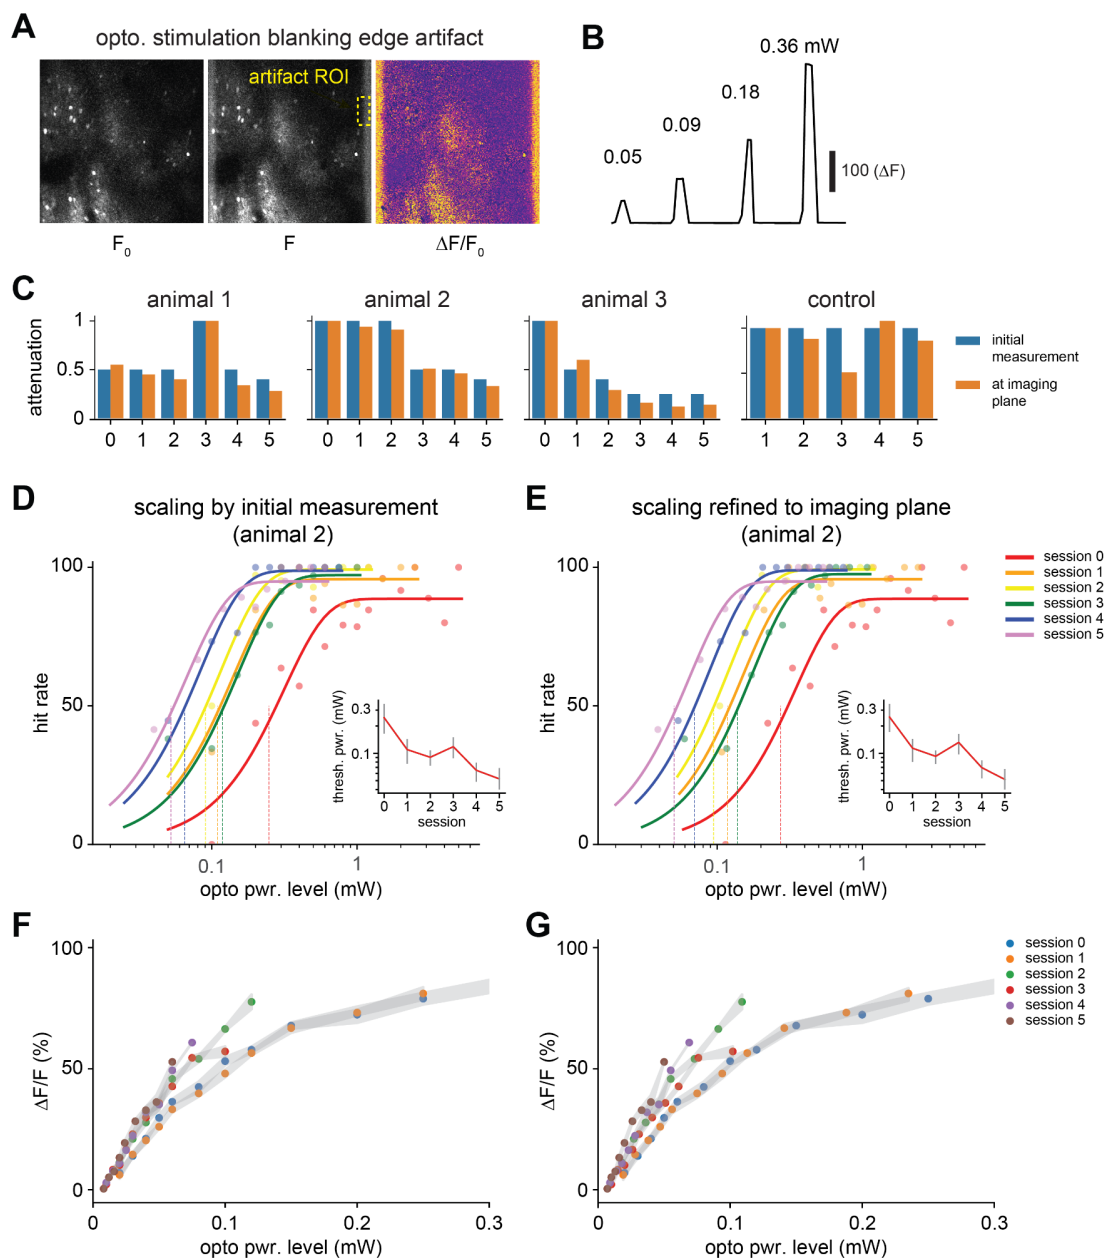 A
opto. stimulation blanking edge artifact
artifact ROI
F0
F
ΔF/F0
B
0.05
0.09
0.18
0.36 mW
100 (ΔF)
C
animal 1
animal 2
animal 3
control
attenuation
1
0.5
0
0 1 2 3 4 5
0 1 2 3 4 5
0 1 2 3 4 5
1 2 3 4 5
initial
measurement
at imaging
plane
D
scaling by initial measurement
(animal 2)
hit rate
100
50
0
0.1 1
opto pwr. level (mW)
thresh. pwr. (mW)
0.3
0.1
0 1 2 3 4 5
session
E
scaling refined to imaging plane
(animal 2)
hit rate
100
50
0
0.1 1
opto pwr. level (mW)
thresh. pwr. (mW)
0.3
0.1
0 1 2 3 4 5
session
session 0
session 1
session 2
session 3
session 4
session 5
F
ΔF/F (%)
100
50
0
0 0.1 0.2 0.3
opto pwr. level (mW)
G
ΔF/F (%)
100
50
0
0 0.1 0.2 0.3
opto pwr. level (mW)
session 0
session 1
session 2
session 3
session 4
session 5